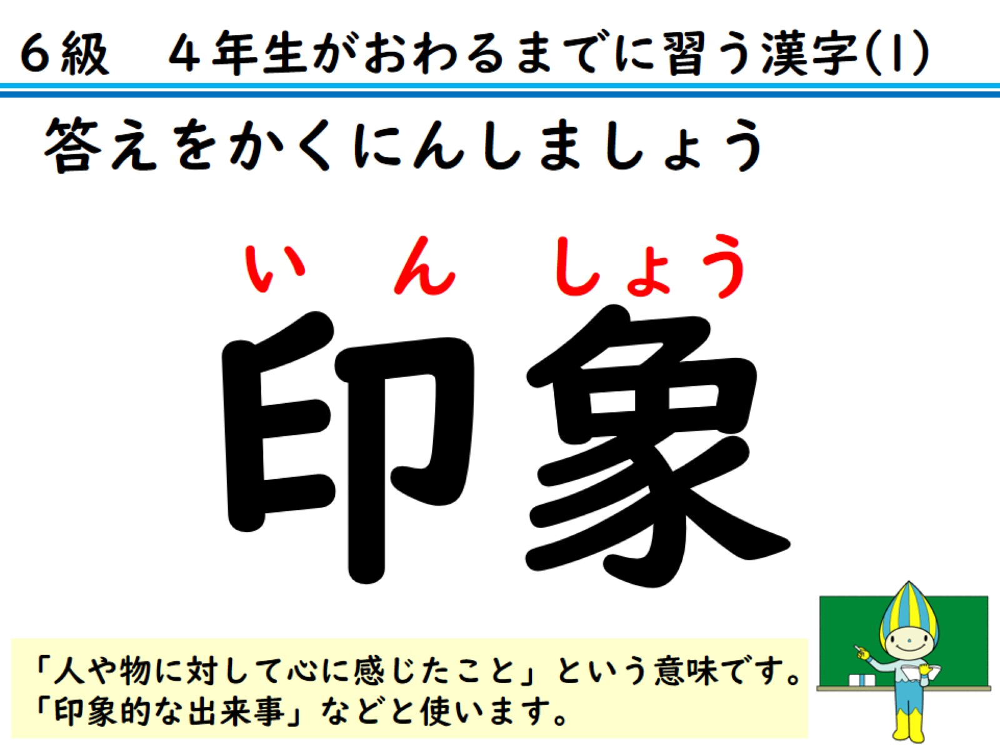 ６級　４年生がおわるまでに習う漢字(1)
答えをかくにんしましょう
いんしょう
印象
「人や物に対して心に感じたこと」という意味です。
「印象的な出来事」などと使います。